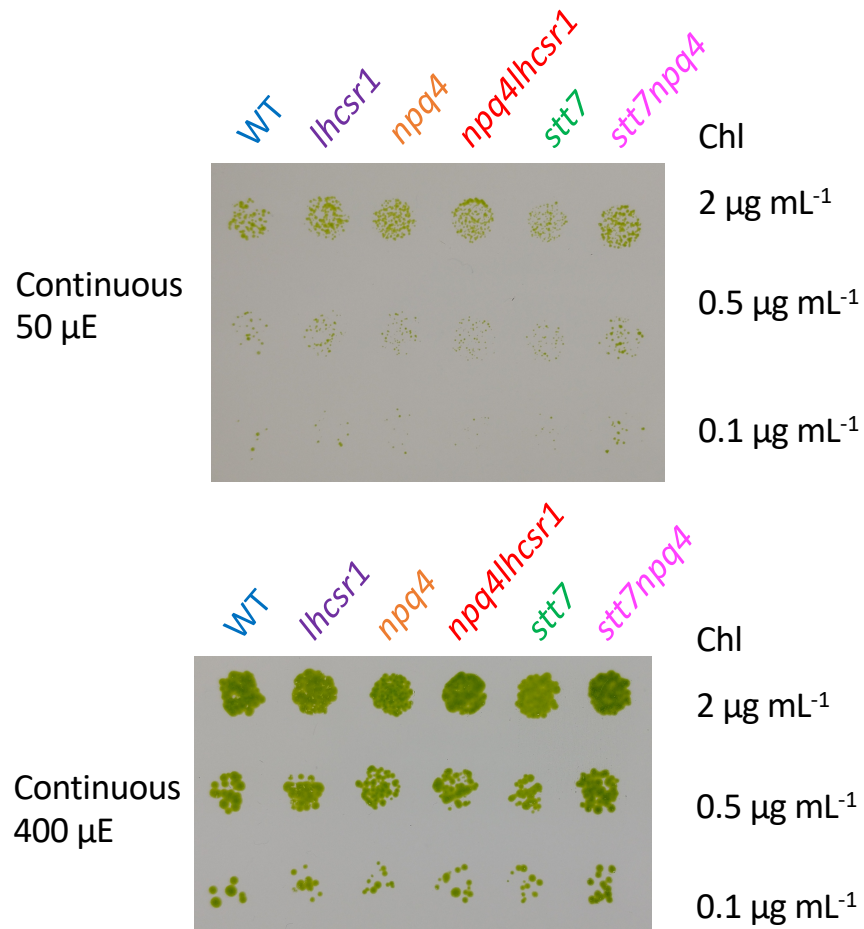 WT lhcsr1 npq4 npq4lhcsr1 stt7 stt7npq4
Chl
2 µg mL⁻¹
Continuous
50 µE
0.5 µg mL⁻¹
0.1 µg mL⁻¹
WT lhcsr1 npq4 npq4lhcsr1 stt7 stt7npq4
Chl
2 µg mL⁻¹
Continuous
400 µE
0.5 µg mL⁻¹
0.1 µg mL⁻¹